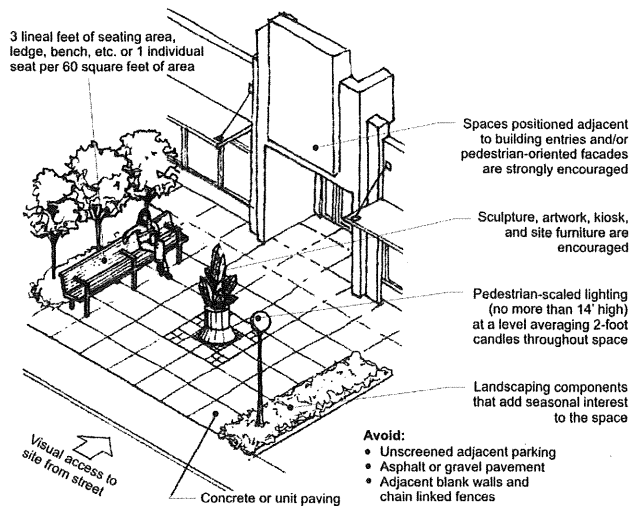 3 lineal feet of seating area,
ledge, bench, etc. or 1 individual
seat per 60 square feet of area
Spaces positioned adjacent
to building entries and/or
pedestrian-oriented facades
are strongly encouraged
Sculpture, artwork, kiosk,
and site furniture are
encouraged
Pedestrian-scaled lighting
(no more than 14' high)
at a level averaging 2-foot
candles throughout space
Landscaping components
that add seasonal interest
to the space
Visual access to
site from street
Concrete or unit paving
Avoid:
• Unscreened adjacent parking
• Asphalt or gravel pavement
• Adjacent blank walls and
chain linked fences